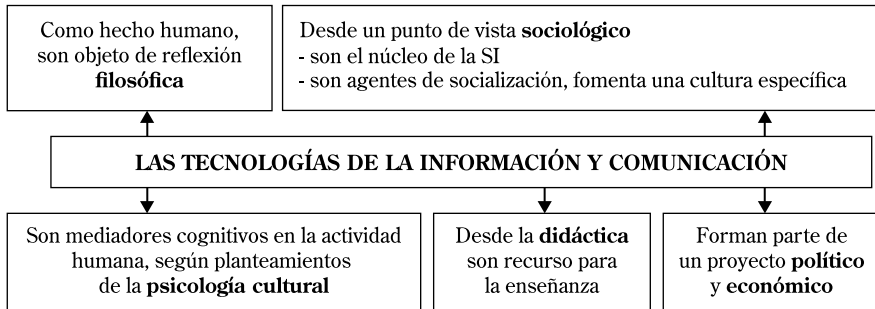 Como hecho humano,
son objeto de reflexión
filosófica
Desde un punto de vista sociológico
- son el núcleo de la SI
- son agentes de socialización, fomenta una cultura específica
LAS TECNOLOGÍAS DE LA INFORMACIÓN Y COMUNICACIÓN
Son mediadores cognitivos en la actividad
humana, según planteamientos
de la psicología cultural
Desde la didáctica
son recurso para
la enseñanza
Forman parte de
un proyecto político
y económico